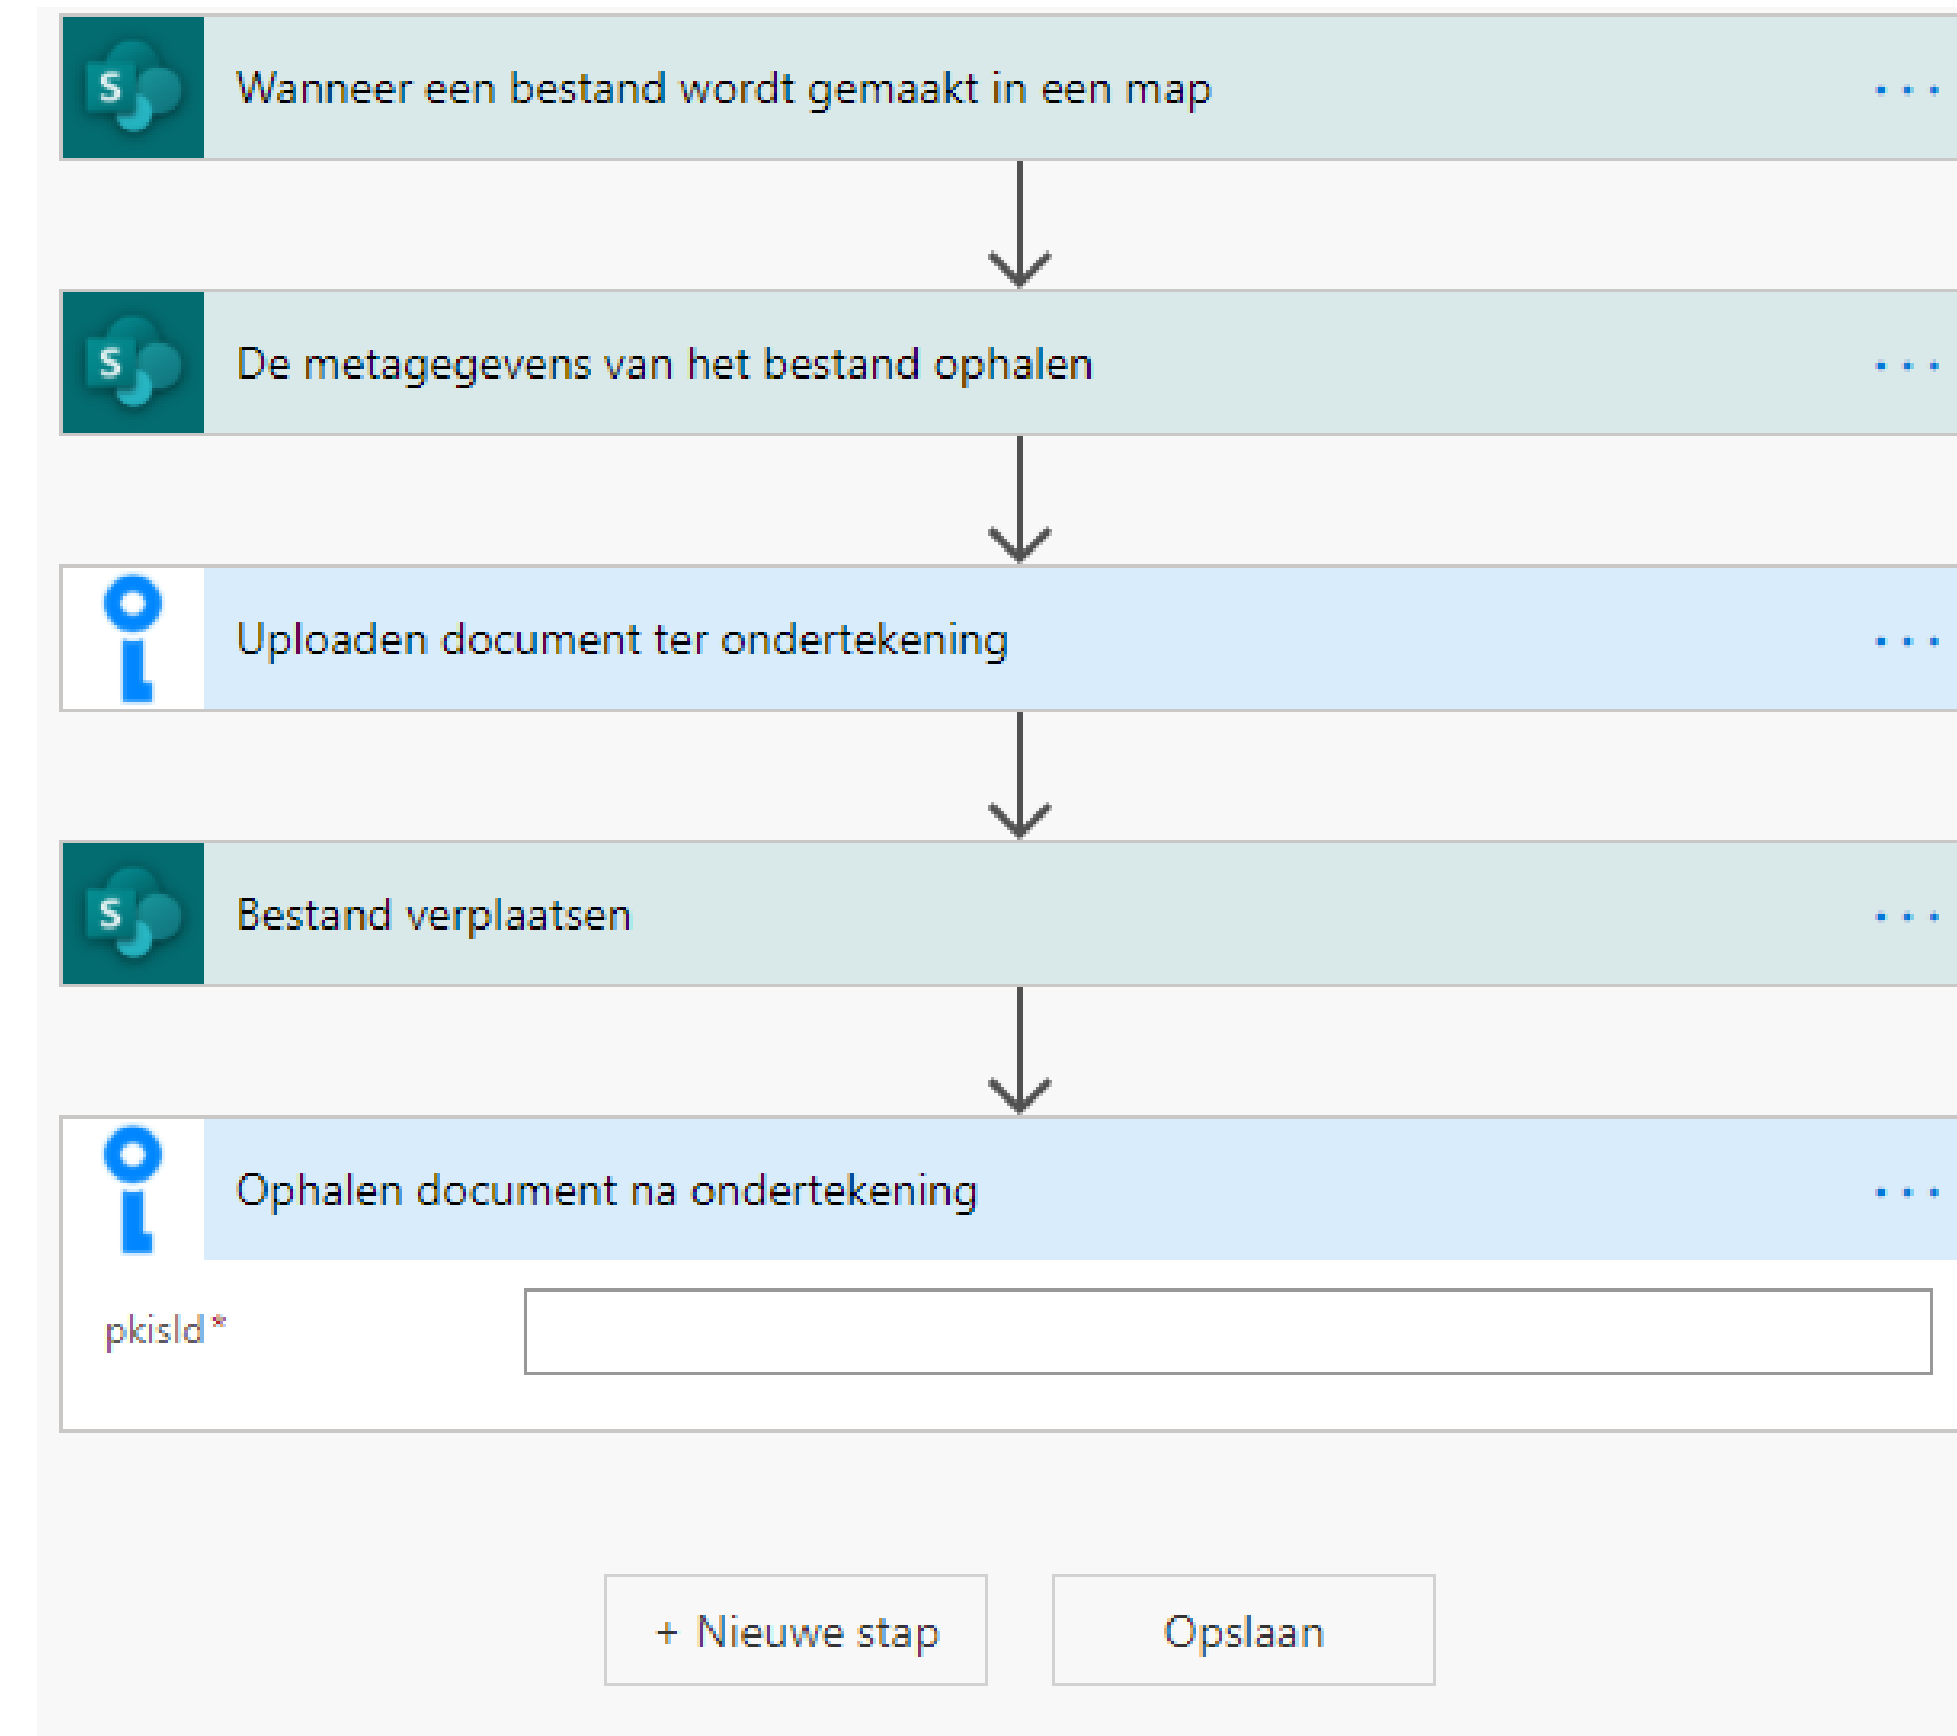 S Wanneer een bestand wordt gemaakt in een map ...
S De metagegevens van het bestand ophalen ...
Uploaden document ter ondertekening ...
S Bestand verplaatsen ...
Ophalen document na ondertekening ...
pkisId *
+ Nieuwe stap
Opslaan